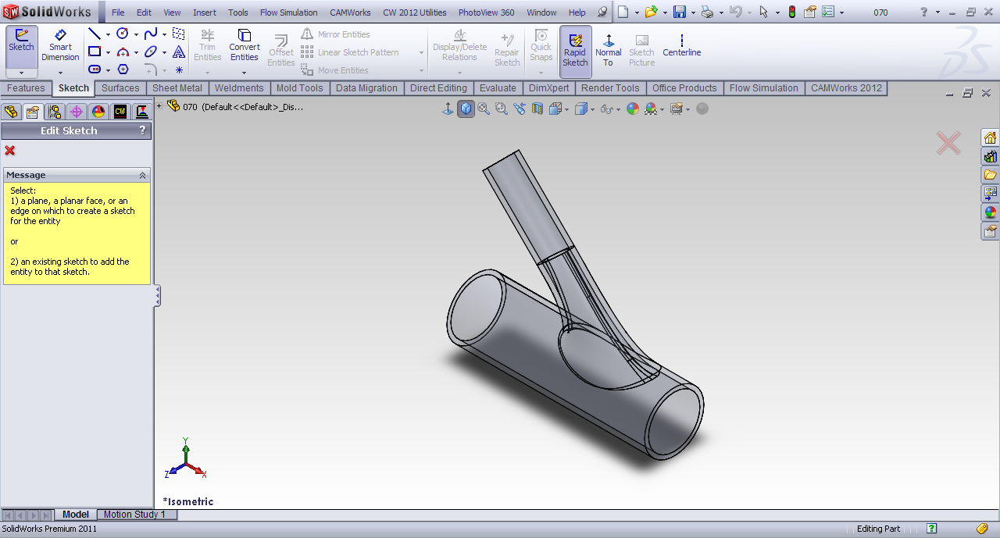 SolidWorks File Edit View Insert Tools Flow Simulation CAMWorks CW 2012 Utilities PhotoView 360 Window Help 070 ?
Sketch
Smart Dimension
Trim Entities
Convert Entities
Offset Entities
Mirror Entities
Linear Sketch Pattern
Move Entities
Display/Delete Relations
Repair Sketch
Quick Snaps
Rapid Sketch
Normal To
Sketch Picture
Centerline
Features Sketch Surfaces Sheet Metal Weldments Mold Tools Data Migration Direct Editing Evaluate DimXpert Render Tools Office Products Flow Simulation CAMWorks 2012
CW
070 (Default<<Default>_Dis...
Edit Sketch ?
Message
Select:
1) a plane, a planar face, or an
edge on which to create a sketch
for the entity
or
2) an existing sketch to add the
entity to that sketch.
Y
Z X
*Isometric
Model Motion Study 1
SolidWorks Premium 2011 Editing Part ?